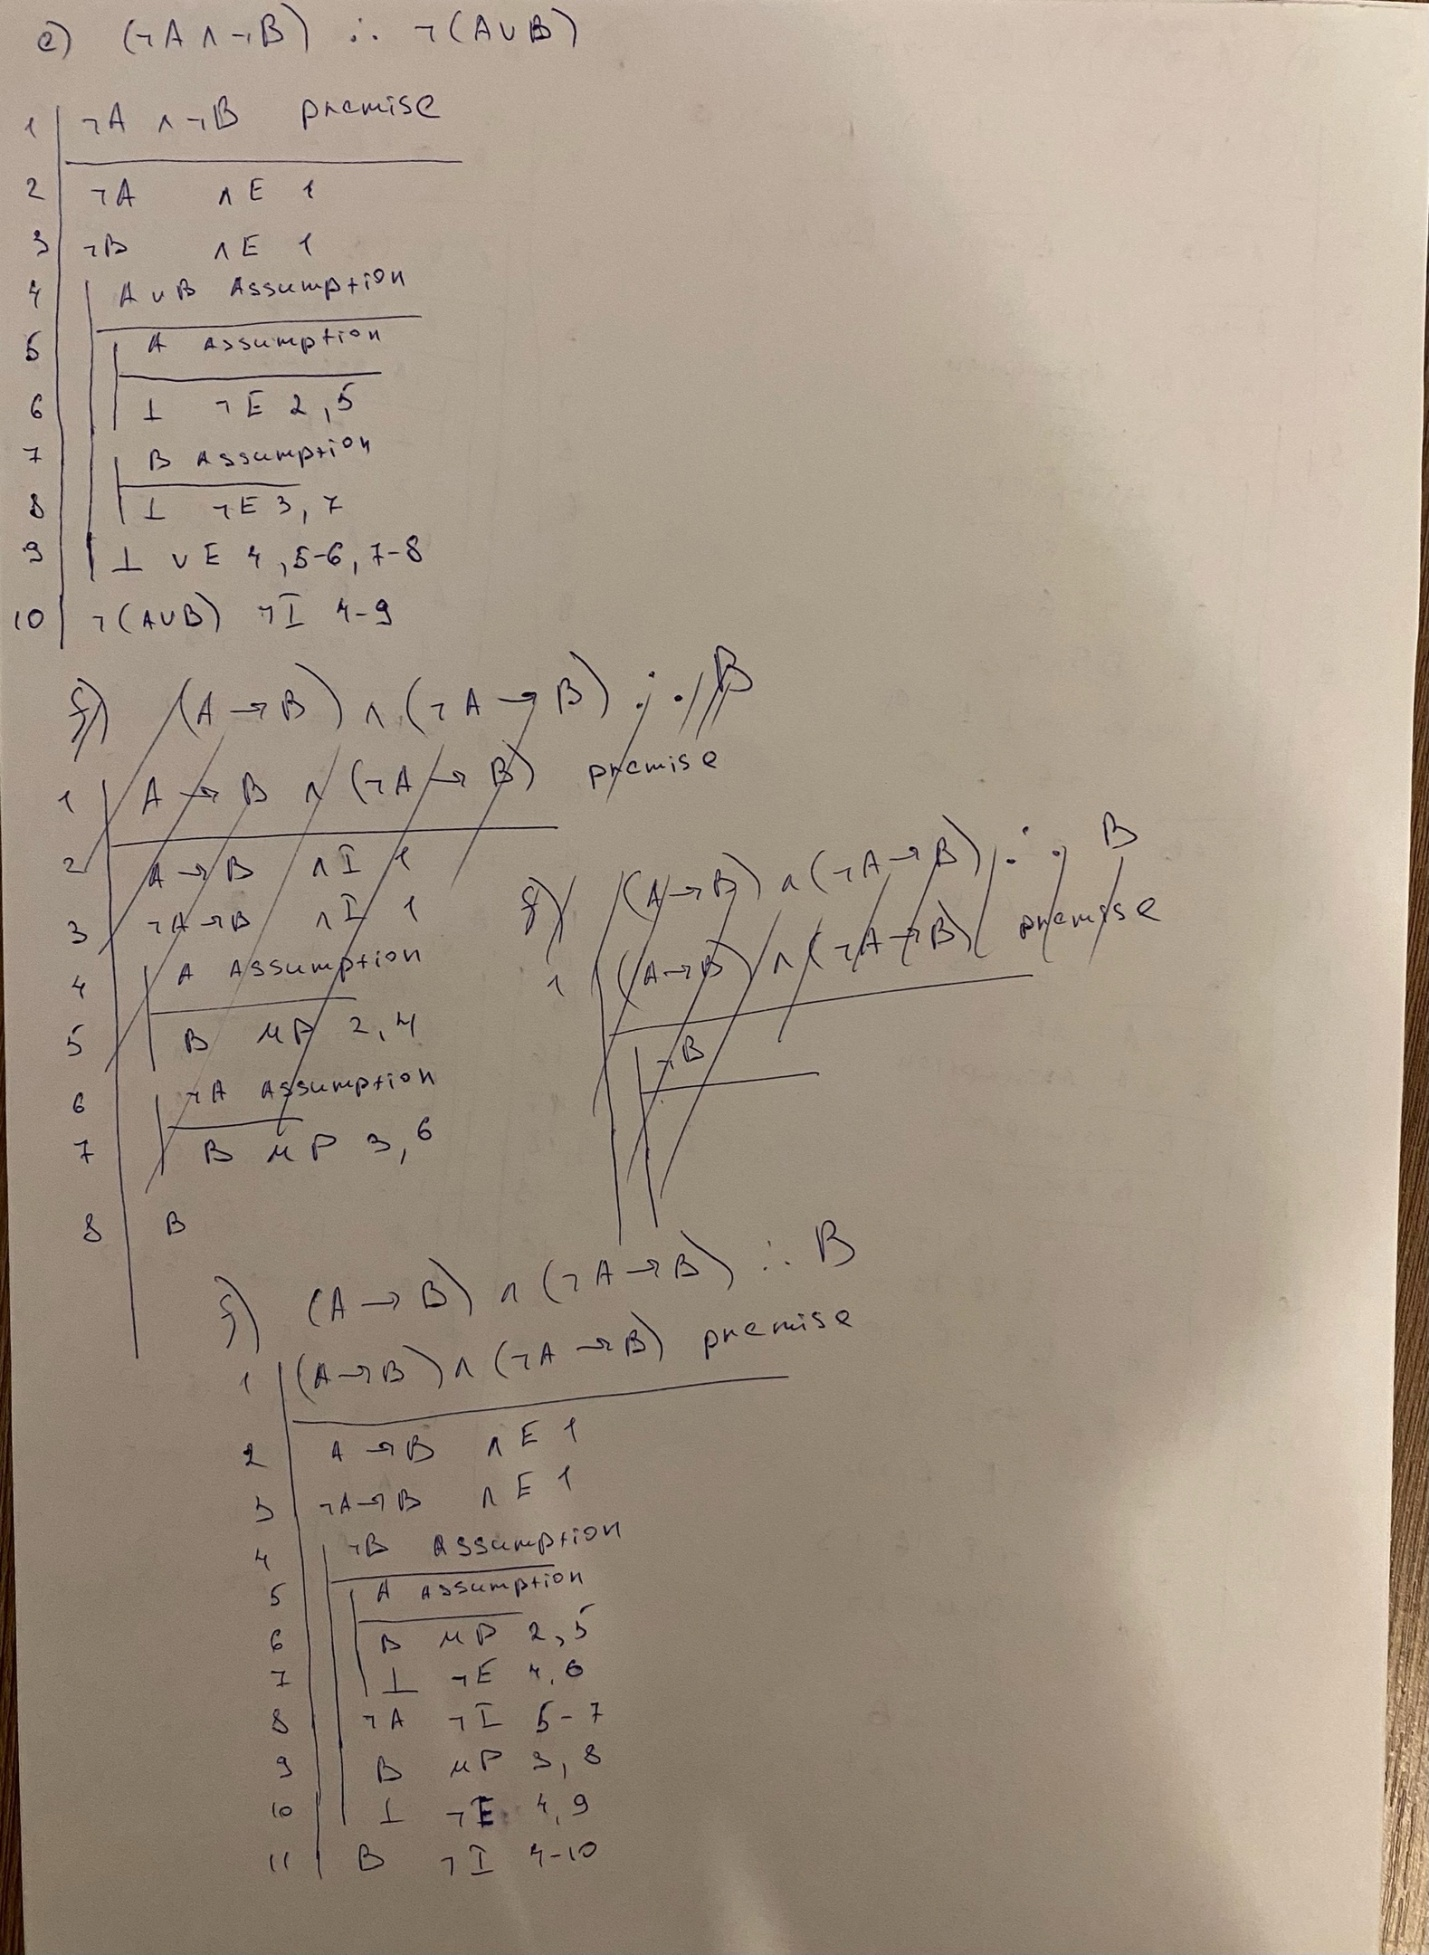 e) (¬A ∧ ¬B) ∴ ¬(A∨B)
1 ¬A ∧ ¬B premise
2 ¬A ∧E 1
3 ¬B ∧E 1
4 A∨B Assumption
5 A Assumption
6 ⊥ ¬E 2,5
7 B Assumption
8 ⊥ ¬E 3,7
9 ⊥ ∨E 4,5-6,7-8
10 ¬(A∨B) ¬I 4-9
f) (A→B) ∧ (¬A→B) ∴ B
1 A→B ∧ (¬A→B) premise
2 A→B ∧I 1
3 ¬A→B ∧I 1
4 A Assumption
5 B MP 2,4
6 ¬A Assumption
7 B MP 3,6
8 B
f) (A→B) ∧ (¬A→B) ∴ B
1 (A→B) ∧ (¬A→B) premise
¬B
f) (A→B) ∧ (¬A→B) ∴ B
1 (A→B) ∧ (¬A→B) premise
2 A→B ∧E 1
3 ¬A→B ∧E 1
4 ¬B Assumption
5 A Assumption
6 B MP 2,5
7 ⊥ ¬E 4,6
8 ¬A ¬I 5-7
9 B MP 3,8
10 ⊥ ¬E 4,9
11 B ¬I 4-10